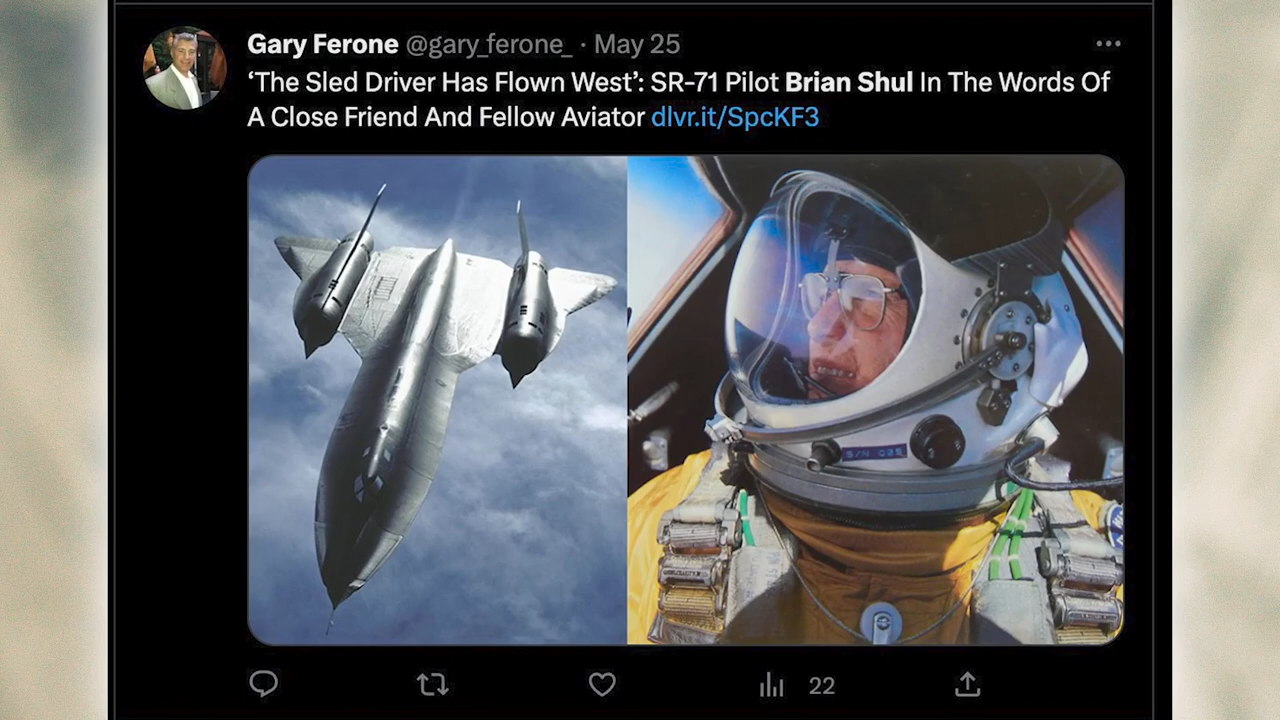 Gary Ferone @gary_ferone_ · May 25
‘The Sled Driver Has Flown West’: SR-71 Pilot Brian Shul In The Words Of
A Close Friend And Fellow Aviator dlvr.it/SpcKF3
S/N 025
22